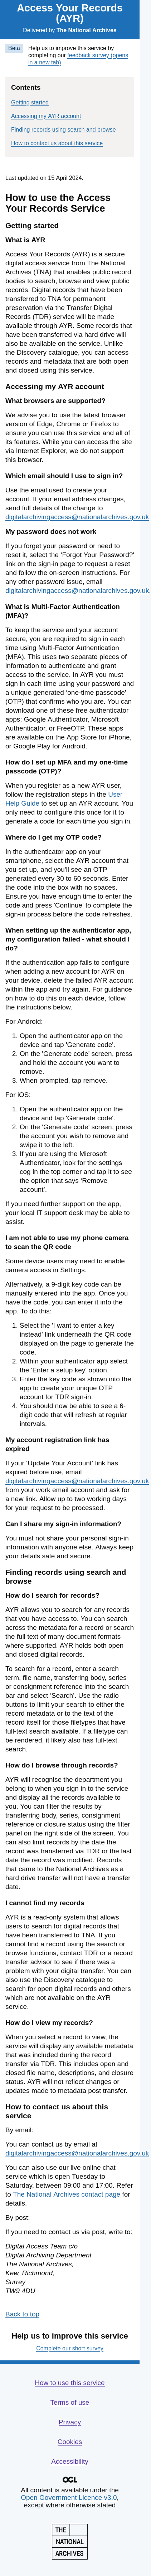 Access Your Records
(AYR)
Delivered by The National Archives
Beta
Help us to improve this service by
completing our feedback survey (opens
in a new tab)
Contents
Getting started
Accessing my AYR account
Finding records using search and browse
How to contact us about this service
Last updated on 15 April 2024.
How to use the Access
Your Records Service
Getting started
What is AYR
Access Your Records (AYR) is a secure
digital access service from The National
Archives (TNA) that enables public record
bodies to search, browse and view public
records. Digital records that have been
transferred to TNA for permanent
preservation via the Transfer Digital
Records (TDR) service will be made
available through AYR. Some records that
have been transferred via hard drive will
also be available on the service. Unlike
the Discovery catalogue, you can access
records and metadata that are both open
and closed using this service.
Accessing my AYR account
What browsers are supported?
We advise you to use the latest browser
version of Edge, Chrome or Firefox to
ensure you can use this service and all of
its features. While you can access the site
via Internet Explorer, we do not support
this browser.
Which email should I use to sign in?
Use the email used to create your
account. If your email address changes,
send full details of this change to
digitalarchivingaccess@nationalarchives.gov.uk
My password does not work
If you forget your password or need to
reset it, select the 'Forgot Your Password?'
link on the sign-in page to request a reset
and follow the on-screen instructions. For
any other password issue, email
digitalarchivingaccess@nationalarchives.gov.uk.
What is Multi-Factor Authentication
(MFA)?
To keep the service and your account
secure, you must sign in to your account
each time using Multi-Factor Authentication
(MFA). This requires separate pieces of
information to authenticate your details and
grant access to the service. In AYR you must
sign in each time using a password and then
using a generated unique 'one-time passcode'
(OTP) that will confirm who you are. You
must download one of these authenticator
apps: Google Authenticator, Microsoft
Authenticator, or FreeOTP. These apps
are available on the App Store for iPhone,
or Google Play for Android.
How do I set up MFA and my one-time
passcode (OTP)?
When you register as a new AYR user,
follow the registration steps in the User
Help Guide to set up an AYR account. You
only need to configure this once for it to
generate a code for each time you sign in.
Where do I get my OTP code?
In the authenticator app on your
smartphone, select the AYR account that
you set up, and you'll see an OTP
generated every 30 to 60 seconds. Enter
this code into the box with no spaces.
Ensure you have enough time to enter the
code in and press 'Continue' to complete the
sign in process before the code refreshes.
When setting up the authenticator app,
my configuration failed - what should I
do?
If the authentication app fails to configure
when adding a new account for AYR on
your device, delete the failed AYR account
within the app and start again. For guidance
on how to do this on each device, follow
the instructions below.
For Android:
1. Open the authenticator app on the
device and tap 'Generate code'.
2. On the 'Generate code' screen, press
and hold the account you want to
remove.
3. When prompted, tap remove.
For iOS:
1. Open the authenticator app on the
device and tap 'Generate code'.
2. On the 'Generate code' screen, press
the account you wish to remove and
swipe it to the left.
3. If you are using the Microsoft
Authenticator, look for the settings
cog in the top corner and tap it to see
the option that says 'Remove
account'.
If you need further support on the app,
your local IT support desk may be able to
assist.
I am not able to use my phone camera
to scan the QR code
Some device users may need to enable
camera access in Settings.
Alternatively, a 9-digit key code can be
manually entered into the app. Once you
have the code, you can enter it into the
app. To do this:
1. Select the 'I want to enter a key
instead' link underneath the QR code
displayed on the page to generate the
code.
2. Within your authenticator app select
the 'Enter a setup key' option.
3. Enter the key code as shown into the
app to create your unique OTP
account for TDR sign-in.
4. You should now be able to see a 6-
digit code that will refresh at regular
intervals.
My account registration link has
expired
If your 'Update Your Account' link has
expired before use, email
digitalarchivingaccess@nationalarchives.gov.uk
from your work email account and ask for
a new link. Allow up to two working days
for your request to be processed.
Can I share my sign-in information?
You must not share your personal sign-in
information with anyone else. Always keep
your details safe and secure.
Finding records using search and
browse
How do I search for records?
AYR allows you to search for any records
that you have access to. You can search
across the metadata for a record or search
the full text of many document formats
where supported. AYR holds both open
and closed digital records.
To search for a record, enter a search
term, file name, document type, metadata
information, consignment body, series
or consignment reference into the search
bar and select 'Search'. Use the radio
button to limit if you want to search for
either the metadata or in the text of the
record itself for those filetypes that have
full-text search available. If a filetype can
be rendered, it likely also has full-text
search.
How do I browse through records?
AYR will recognise the department you
belong to when you sign in to the service
and will display all the records available
to you. You can filter the results by
transferring body, series, consignment
reference or closure status using the filter
panel on the right of the screen. You can
also sort these by the date that the record
was transferred via TDR or the last time
the date was modified. Records
that have been manually sent in a hard
drive transfer will not have a transferred
date.
I cannot find my records
AYR is a read-only system that allows
users to search for digital records that
have been transferred to TNA. If you
cannot find a record using the search or
browse functions, contact TDR or a record
transfer advisor to see if there was a
problem with your digital transfer. You can
also use the Discovery catalogue to
search for open digital records and others
which are not available on the AYR
service.
How do I view my records?
When you select a record to view, the
service will display any available metadata
that was included during the record
transfer via TDR. This includes open and
closed file names, descriptions and closure
status. AYR will not reflect changes or
updates made to metadata post transfer.
How to contact us about this
service
By email:
You can contact us by email at
digitalarchivingaccess@nationalarchives.gov.uk
You can also use our live online chat
service which is open Tuesday to
Saturday, between 09:00 and 17:00. Refer
to The National Archives contact page for
details.
By post:
If you need to contact us via post, write to:
Digital Access Team c/o
Digital Archiving Department
The National Archives,
Kew, Richmond,
Surrey
TW9 4DU
Back to top
Help us to improve this service
Complete our short survey
How to use this service
Terms of use
Privacy
Cookies
Accessibility
OGL
All content is available under the
Open Government Licence v3.0,
except where otherwise stated
THE
NATIONAL
ARCHIVES